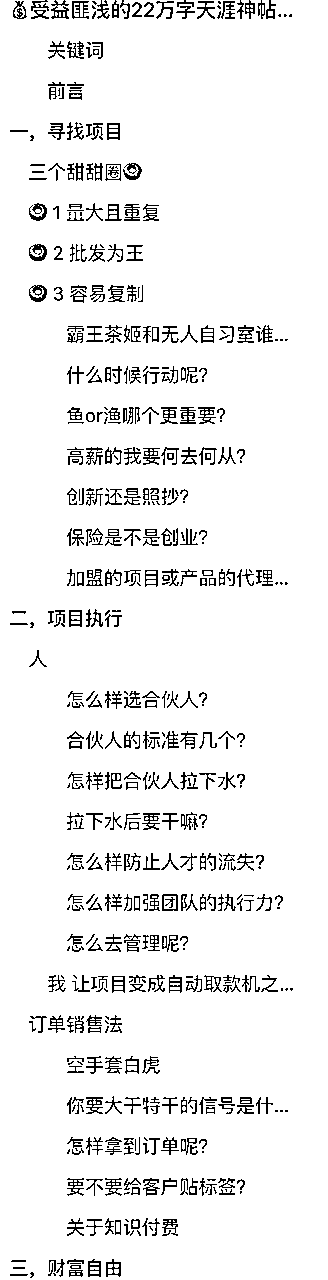 💰受益匪浅的22万字天涯神帖...
关键词
前言
一，寻找项目
三个甜甜圈🍩
🍩 1 最大且重复
🍩 2 批发为王
🍩 3 容易复制
霸王茶姬和无人自习室谁...
什么时候行动呢？
鱼or渔哪个更重要？
高薪的我要何去何从？
创新还是照抄？
保险是不是创业？
加盟的项目或产品的代理...
二，项目执行
人
怎么样选合伙人？
合伙人的标准有几个？
怎样把合伙人拉下水？
拉下水后要干嘛？
怎么样防止人才的流失？
怎么样加强团队的执行力？
怎么去管理呢？
我 让项目变成自动取款机之...
订单销售法
空手套白虎
你要大干特干的信号是什...
怎样拿到订单呢？
要不要给客户贴标签？
关于知识付费
三，财富自由